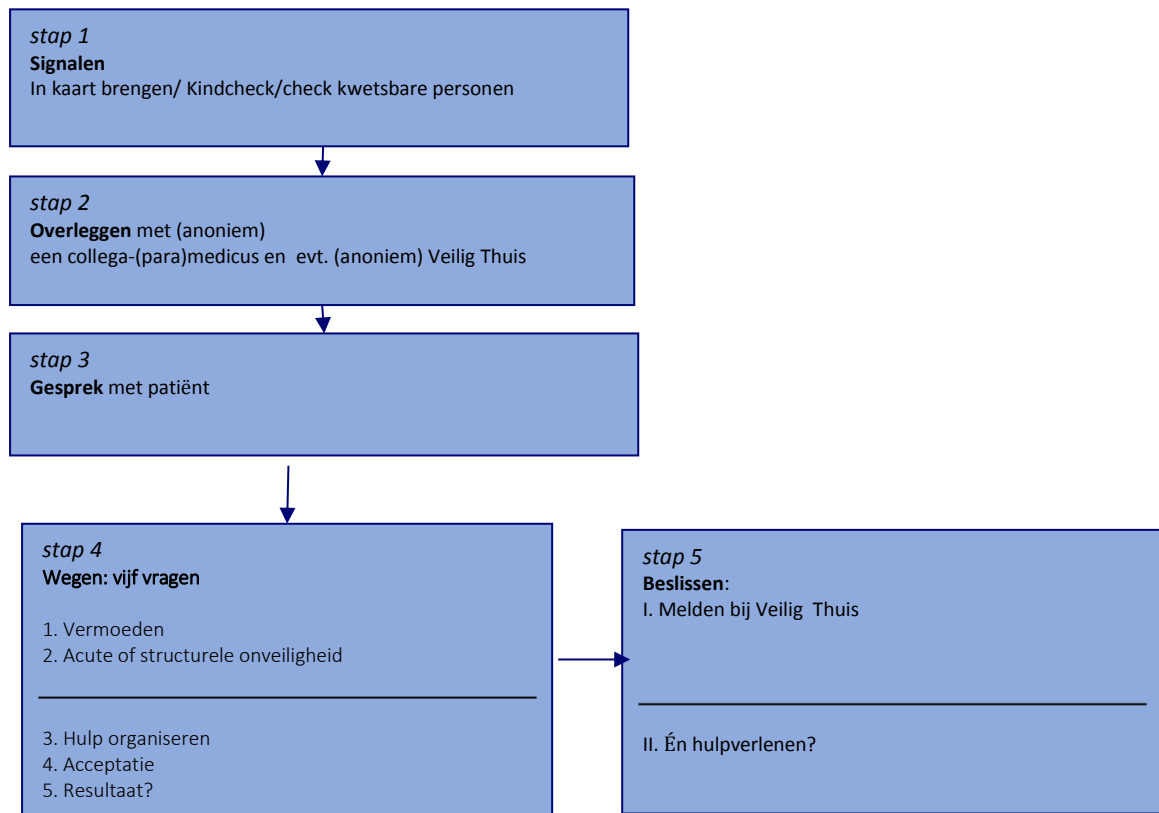 stap 1
Signalen
In kaart brengen/ Kindcheck/check kwetsbare personen
stap 2
Overleggen met (anoniem)
een collega-(para)medicus en  evt. (anoniem) Veilig Thuis
stap 3
Gesprek met patiënt
stap 4
Wegen: vijf vragen
1. Vermoeden
2. Acute of structurele onveiligheid
3. Hulp organiseren
4. Acceptatie
5. Resultaat?
stap 5
Beslissen:
I. Melden bij Veilig  Thuis
II. Én hulpverlenen?